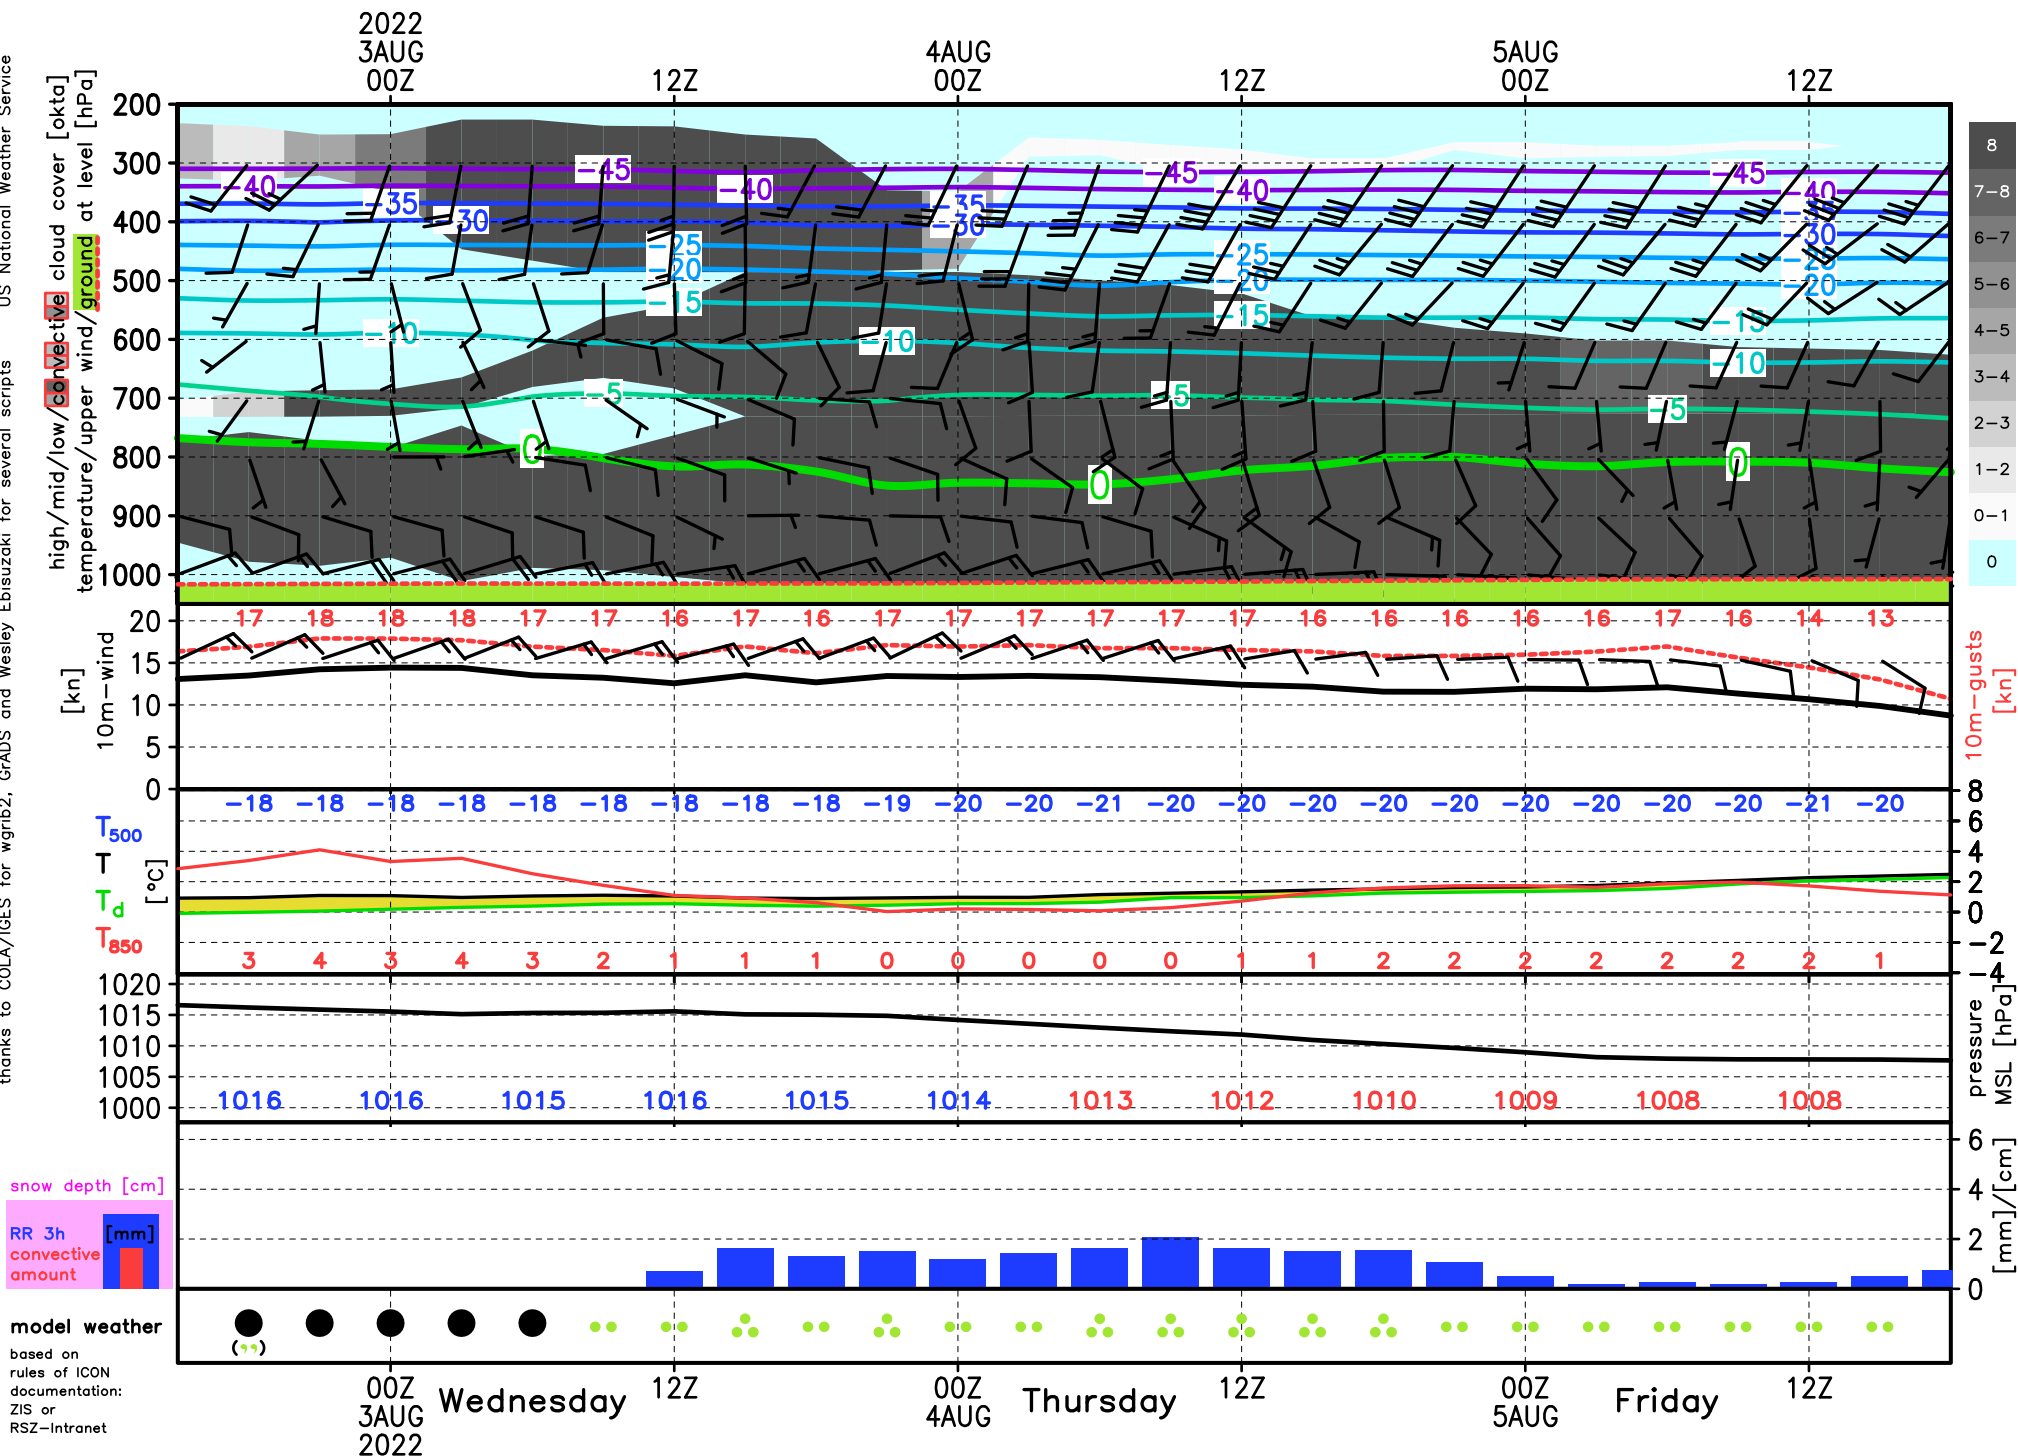 2022
3AUG 4AUG 5AUG
00Z 12Z 00Z 12Z 00Z 12Z
US National Weather Service
thanks to COLA/IGES for wgrib2, GrADS and Wesley Ebisuzaki for several scripts
high/mid/low/convective/convective/convective cloud cover [okta]
temperature/upper wind/ground at level [hPa]
200
300
400
500
600
700
800
900
1000
-45 -45 -45
-40 -40 -40 -40
-35 -35
-30 -30 -30
-25 -25
-20 -20 -20
-15 -15 -15
-10 -10 -10
-5 -5 -5
0 0 0
8
7-8
6-7
5-6
4-5
3-4
2-3
1-2
0-1
0
17 18 18 18 17 17 16 17 16 17 17 17 17 17 17 16 16 16 16 16 17 16 14 13
20
15
10
5
0
[kn]
10m-wind
10m-gusts
[kn]
-18 -18 -18 -18 -18 -18 -18 -18 -18 -19 -20 -20 -21 -20 -20 -20 -20 -20 -20 -20 -20 -20 -21 -20
T500
T
Td
T850
[°C]
8
6
4
2
0
-2
-4
3 4 3 4 3 2 1 1 1 0 0 0 0 0 1 1 2 2 2 2 2 2 2 1
1020
1015
1010
1005
1000
1016 1016 1015 1016 1015 1014 1013 1012 1010 1009 1008 1008
pressure
MSL [hPa]
6
4
2
0
[mm]/[cm]
snow depth [cm]
RR 3h [mm]
convective
amount
model weather
based on
rules of ICON
documentation:
ZIS or
RSZ-Intranet
(,,)
00Z Wednesday 12Z 00Z Thursday 12Z 00Z Friday 12Z
3AUG 4AUG 5AUG
2022